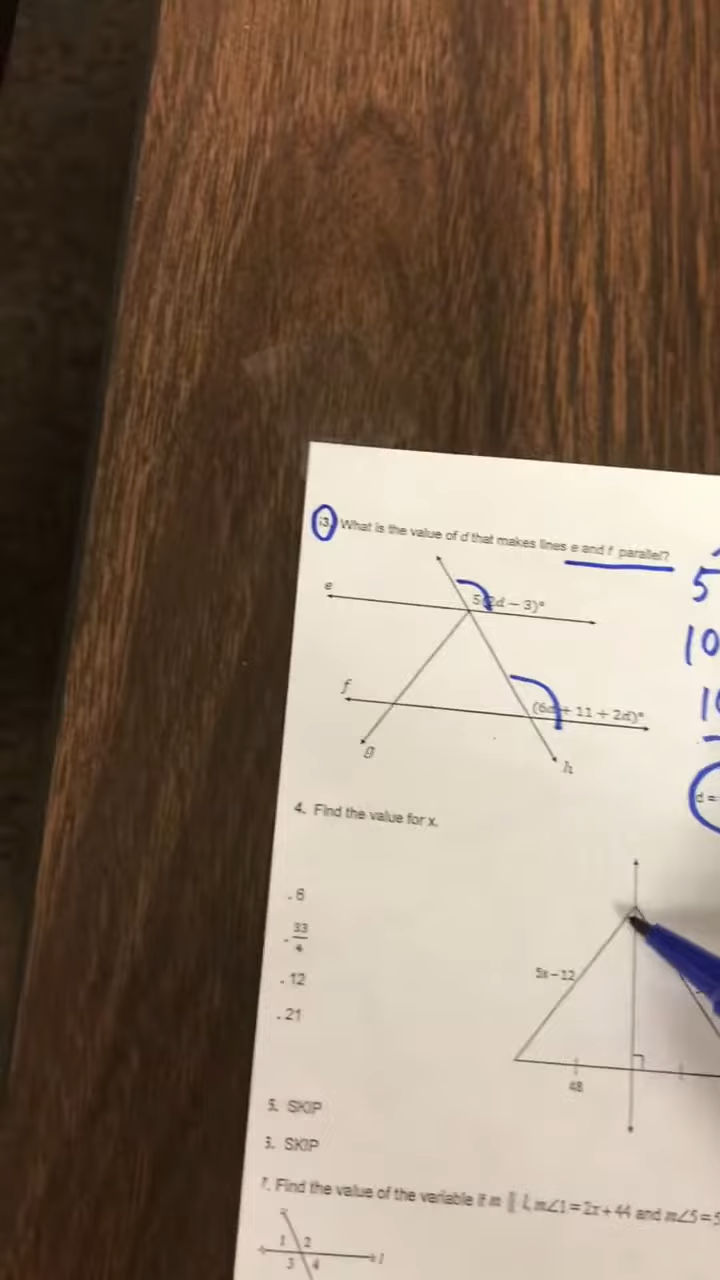 3. What is the value of d that makes lines e and f parallel?
e
5(2d − 3)°
5
10
f
(6d + 11 + 2d)°
g
h
d =
4. Find the value for x.
. 6
. 33/4
. 12
. 21
5x − 12
48
5. SKIP
3. SKIP
7. Find the value of the variable if m ∥ l, m∠1 = 2x + 44 and m∠5 = 5
1 2
3 4
l